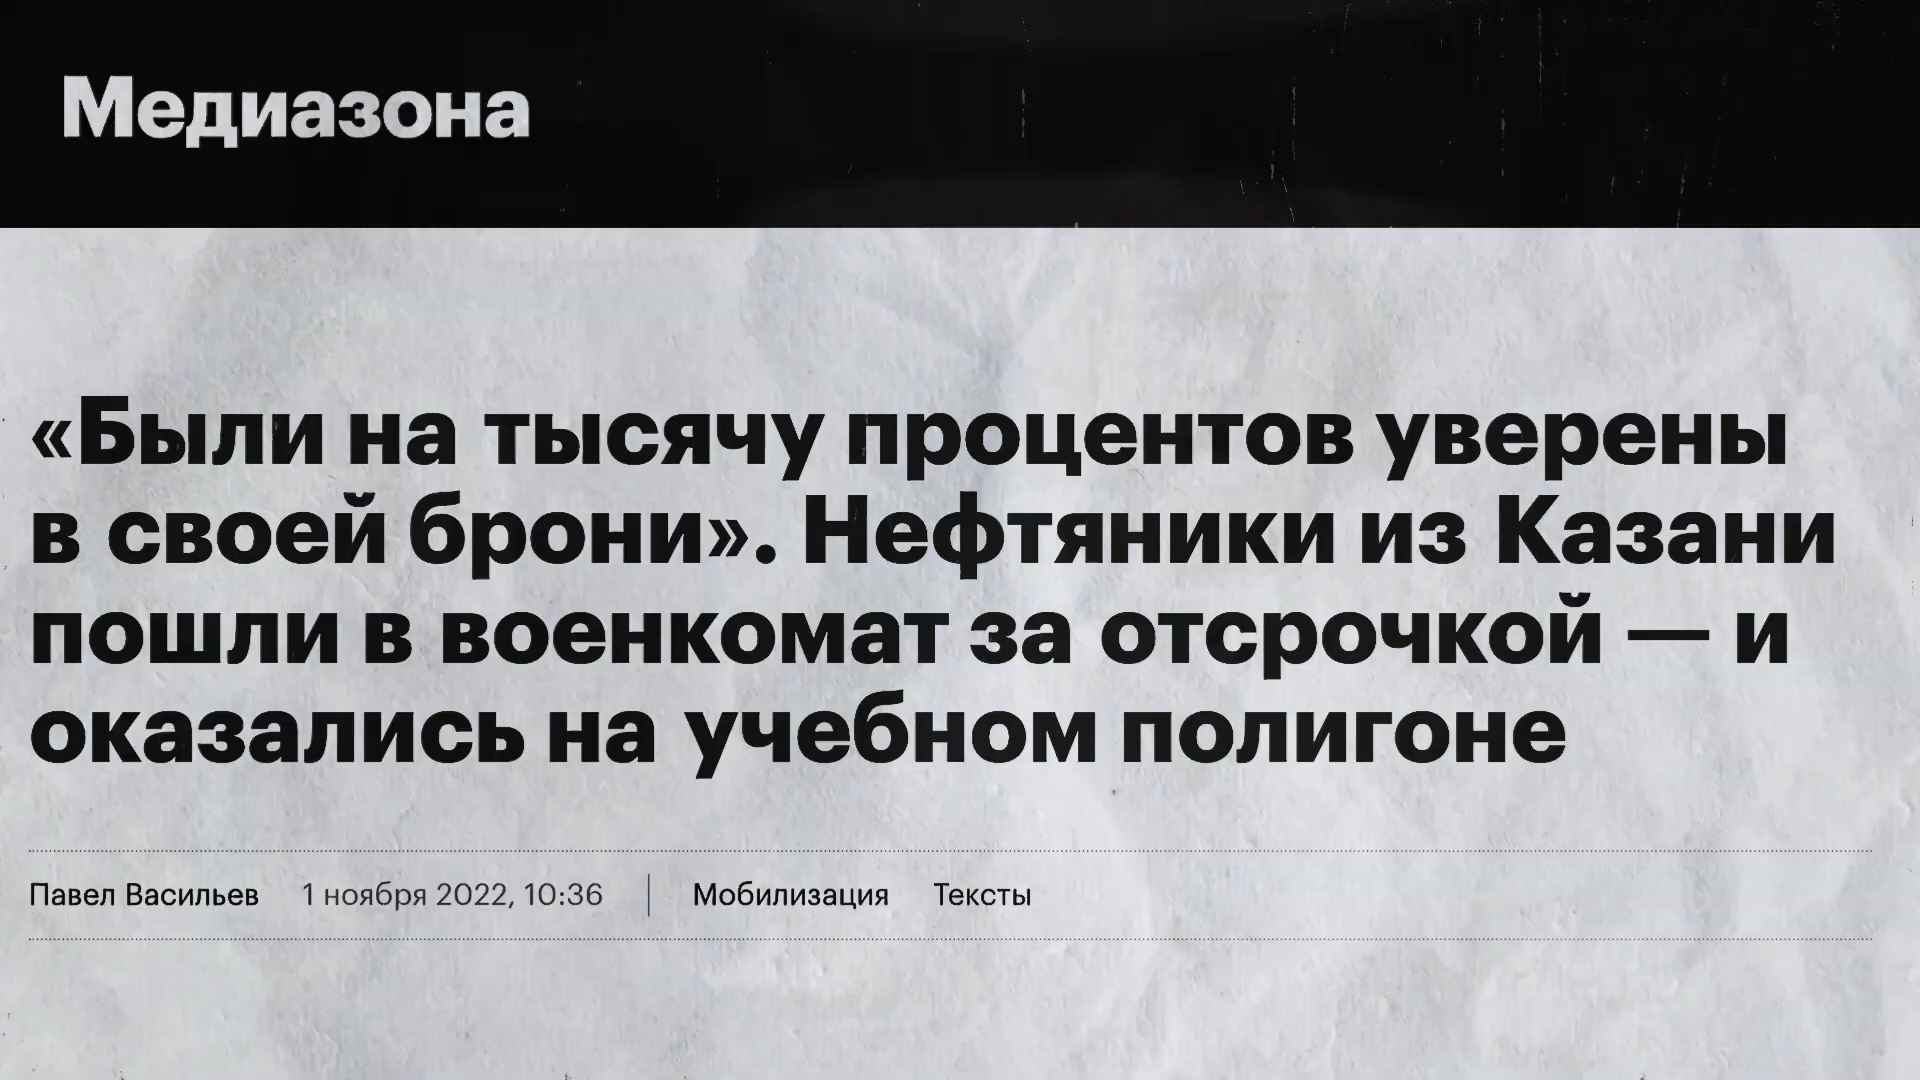 Медиазона
«Были на тысячу процентов уверены
в своей брони». Нефтяники из Казани
пошли в военкомат за отсрочкой — и
оказались на учебном полигоне
Павел Васильев 1 ноября 2022, 10:36 | Мобилизация Тексты